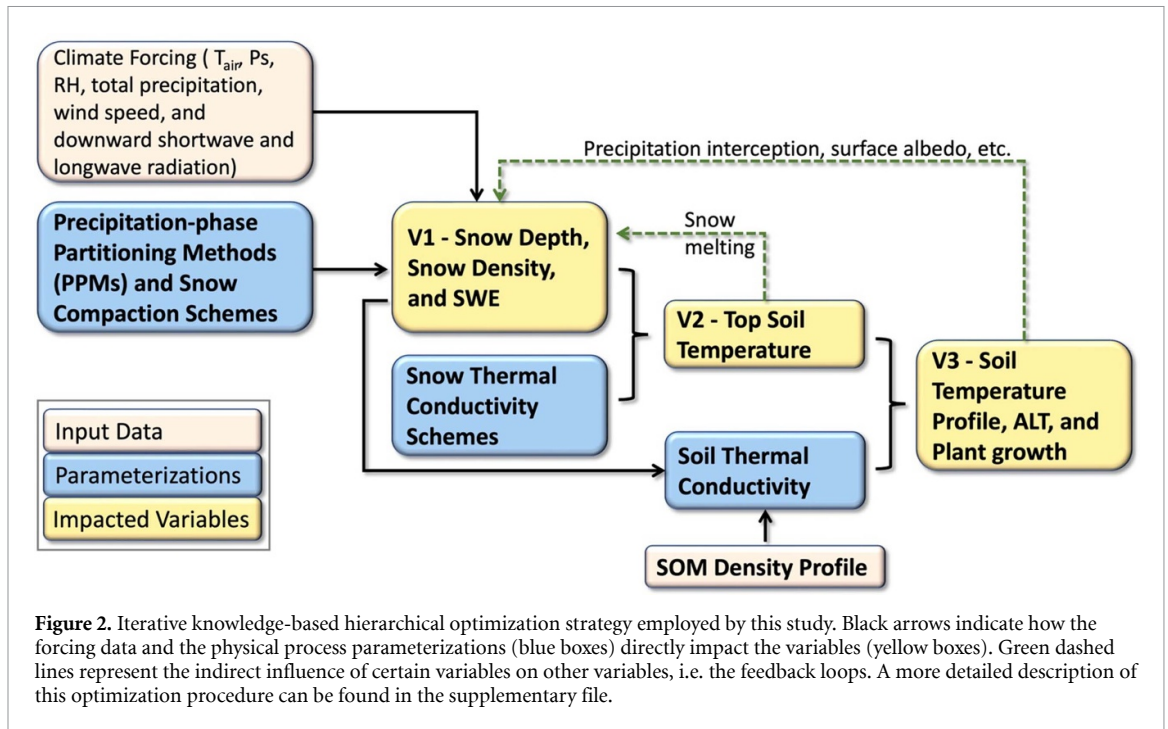 Climate Forcing ( Tair, Ps,
RH, total precipitation,
wind speed, and
downward shortwave and
longwave radiation)
Precipitation interception, surface albedo, etc.
Precipitation-phase
Partitioning Methods
(PPMs) and Snow
Compaction Schemes
V1 - Snow Depth,
Snow Density,
and SWE
Snow
melting
V2 - Top Soil
Temperature
V3 - Soil
Temperature
Profile, ALT, and
Plant growth
Snow Thermal
Conductivity
Schemes
Soil Thermal
Conductivity
SOM Density Profile
Input Data
Parameterizations
Impacted Variables
Figure 2. Iterative knowledge-based hierarchical optimization strategy employed by this study. Black arrows indicate how the
forcing data and the physical process parameterizations (blue boxes) directly impact the variables (yellow boxes). Green dashed
lines represent the indirect influence of certain variables on other variables, i.e. the feedback loops. A more detailed description of
this optimization procedure can be found in the supplementary file.